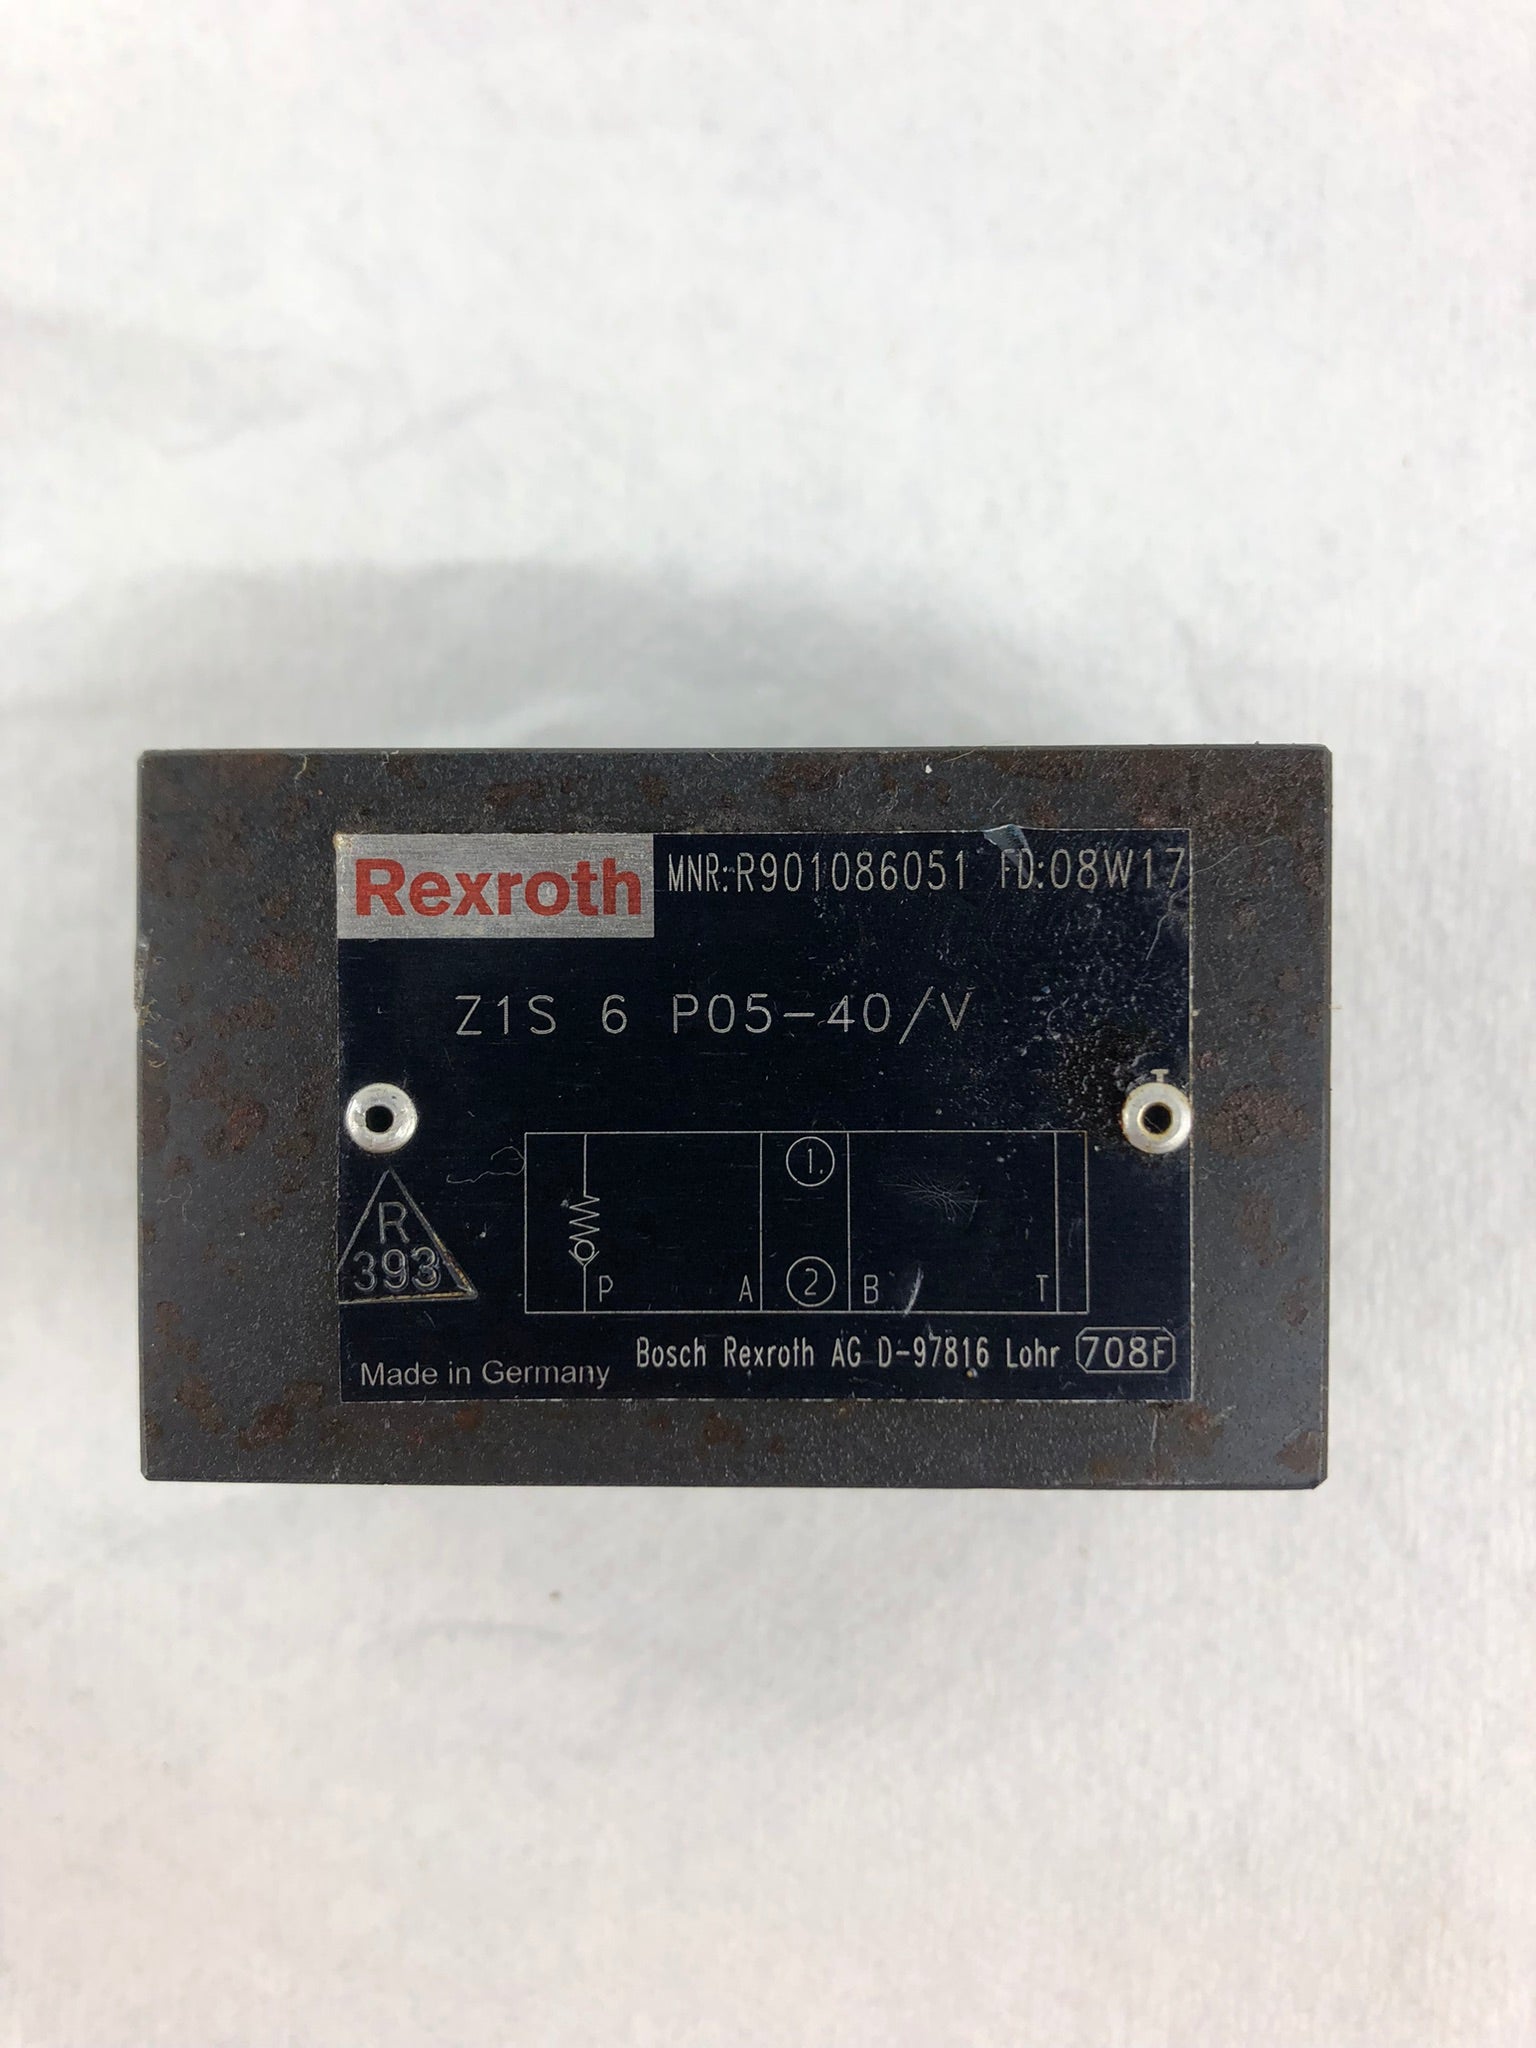 Rexroth MNR:R901086051 FD:08W17
Z1S 6 P05-40/V
1
R
393
P A 2 B T
Bosch Rexroth AG D-97816 Lohr 708F
Made in Germany